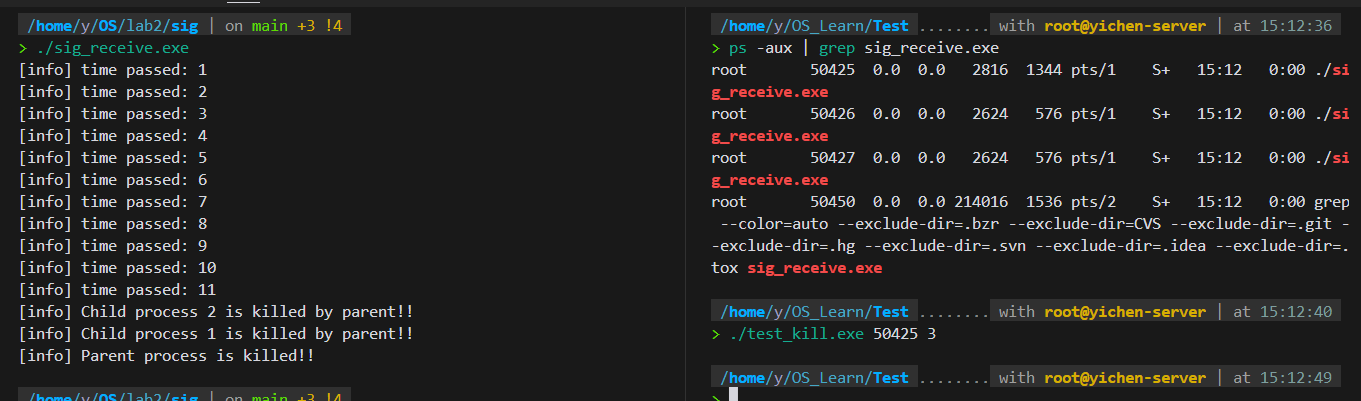 /home/y/OS/lab2/sig | on main +3 !4
> ./sig_receive.exe
[info] time passed: 1
[info] time passed: 2
[info] time passed: 3
[info] time passed: 4
[info] time passed: 5
[info] time passed: 6
[info] time passed: 7
[info] time passed: 8
[info] time passed: 9
[info] time passed: 10
[info] time passed: 11
[info] Child process 2 is killed by parent!!
[info] Child process 1 is killed by parent!!
[info] Parent process is killed!!
/home/y/OS/lab2/sig | on main +3 !4
/home/y/OS_Learn/Test ........ with root@yichen-server | at 15:12:36
> ps -aux | grep sig_receive.exe
root 50425 0.0 0.0 2816 1344 pts/1 S+ 15:12 0:00 ./si
g_receive.exe
root 50426 0.0 0.0 2624 576 pts/1 S+ 15:12 0:00 ./si
g_receive.exe
root 50427 0.0 0.0 2624 576 pts/1 S+ 15:12 0:00 ./si
g_receive.exe
root 50450 0.0 0.0 214016 1536 pts/2 S+ 15:12 0:00 grep
--color=auto --exclude-dir=.bzr --exclude-dir=CVS --exclude-dir=.git -
-exclude-dir=.hg --exclude-dir=.svn --exclude-dir=.idea --exclude-dir=.
tox sig_receive.exe
/home/y/OS_Learn/Test ........ with root@yichen-server | at 15:12:40
> ./test_kill.exe 50425 3
/home/y/OS_Learn/Test ........ with root@yichen-server | at 15:12:49
>